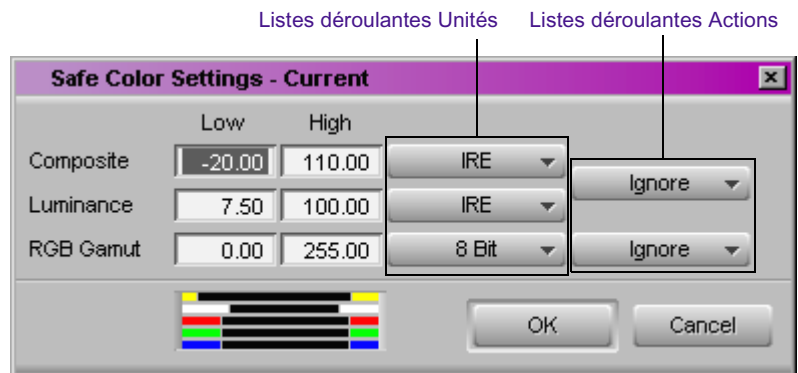 Listes déroulantes Unités Listes déroulantes Actions
Safe Color Settings - Current
Low High
Composite -20.00 110.00 IRE Ignore
Luminance 7.50 100.00 IRE
RGB Gamut 0.00 255.00 8 Bit Ignore
OK Cancel